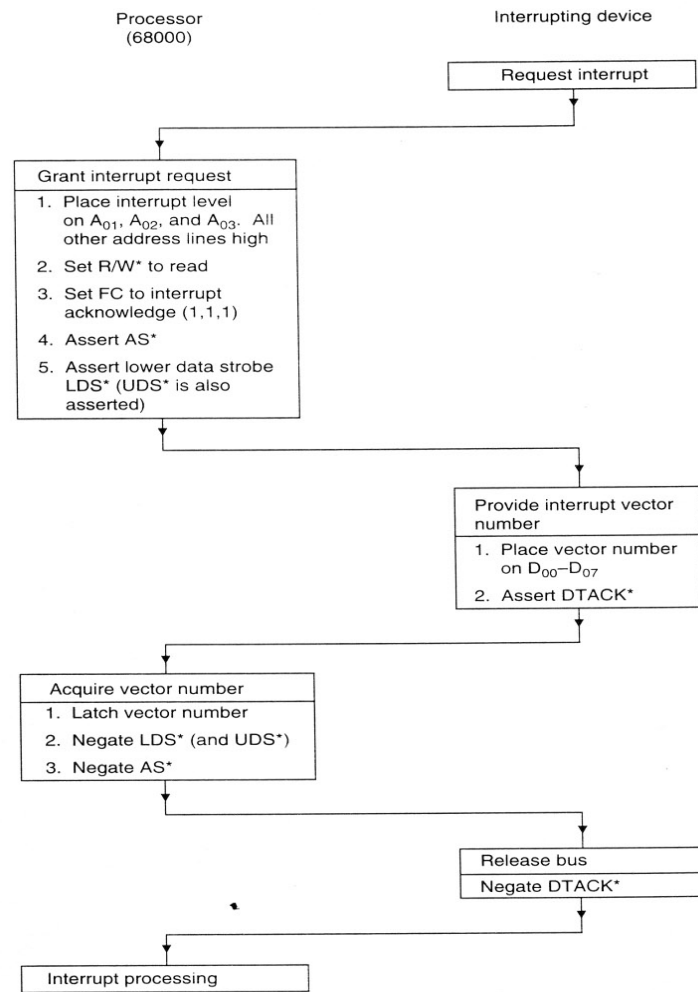 Processor
(68000)
Interrupting device
Request interrupt
Grant interrupt request
1. Place interrupt level
on A01, A02, and A03. All
other address lines high
2. Set R/W* to read
3. Set FC to interrupt
acknowledge (1,1,1)
4. Assert AS*
5. Assert lower data strobe
LDS* (UDS* is also
asserted)
Provide interrupt vector
number
1. Place vector number
on D00–D07
2. Assert DTACK*
Acquire vector number
1. Latch vector number
2. Negate LDS* (and UDS*)
3. Negate AS*
Release bus
Negate DTACK*
Interrupt processing